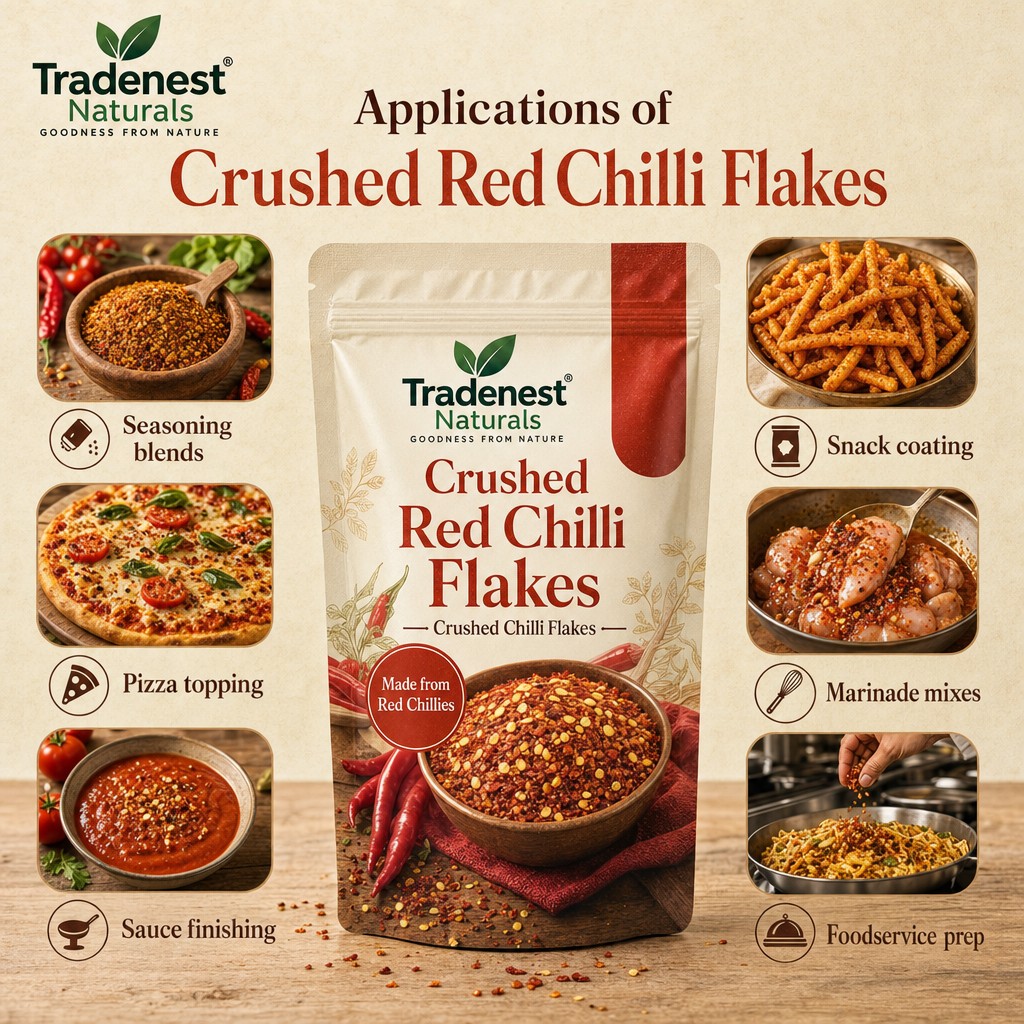 Tradenest®
Naturals
GOODNESS FROM NATURE
Applications of
Crushed Red Chilli Flakes
Seasoning
blends
Pizza topping
Sauce finishing
Tradenest®
Naturals
GOODNESS FROM NATURE
Crushed
Red Chilli
Flakes
Crushed Chilli Flakes
Made from
Red Chillies
Snack coating
Marinade mixes
Foodservice prep